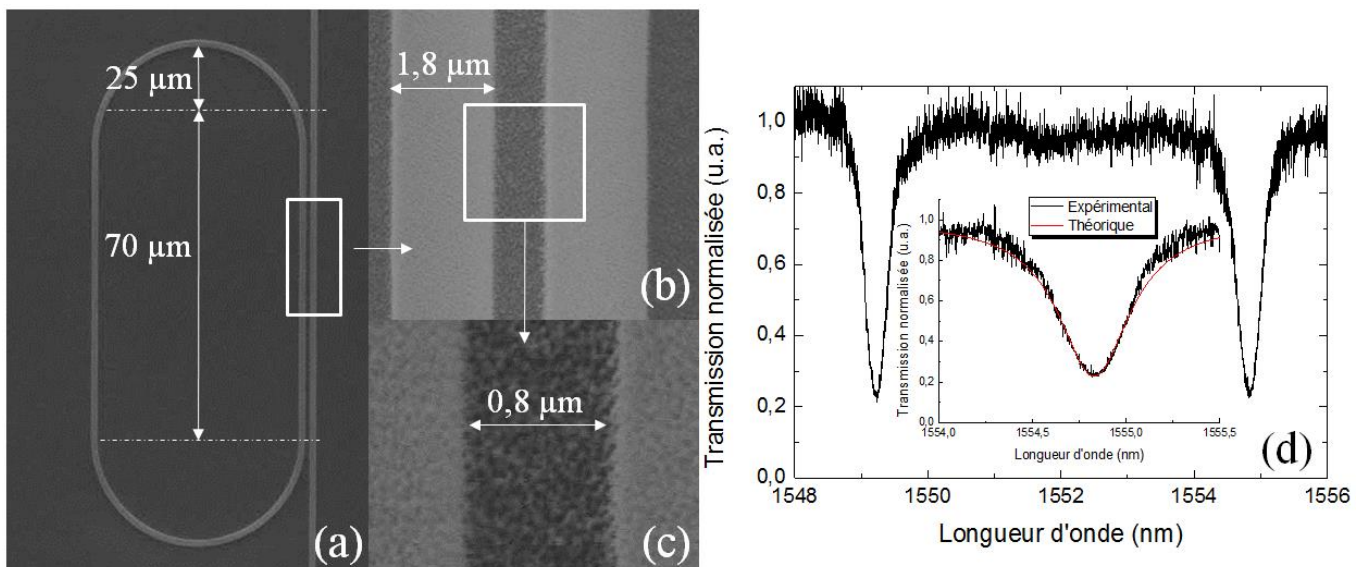 25 µm
70 µm
(a)
1,8 µm
(b)
0,8 µm
(c)
Transmission normalisée (u.a.)
1,0
0,8
0,6
0,4
0,2
0,0
1548
1550
1552
1554
1556
Longueur d'onde (nm)
Transmission normalisée (u.a.)
1,0
0,8
0,6
0,4
0,2
0,0
1554,0
1554,5
1555,0
1555,5
Longueur d'onde (nm)
Expérimental
Théorique
(d)